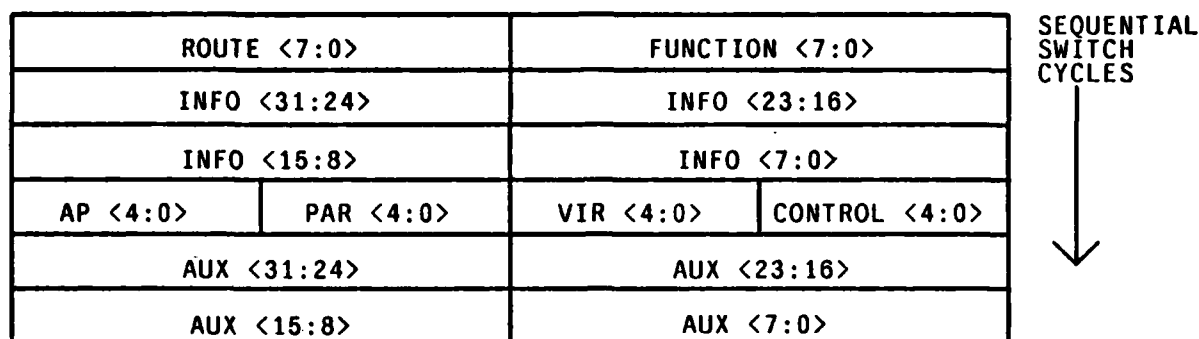 ROUTE <7:0> FUNCTION <7:0>
INFO <31:24> INFO <23:16>
INFO <15:8> INFO <7:0>
AP <4:0> PAR <4:0> VIR <4:0> CONTROL <4:0>
AUX <31:24> AUX <23:16>
AUX <15:8> AUX <7:0>
SEQUENTIAL
SWITCH
CYCLES